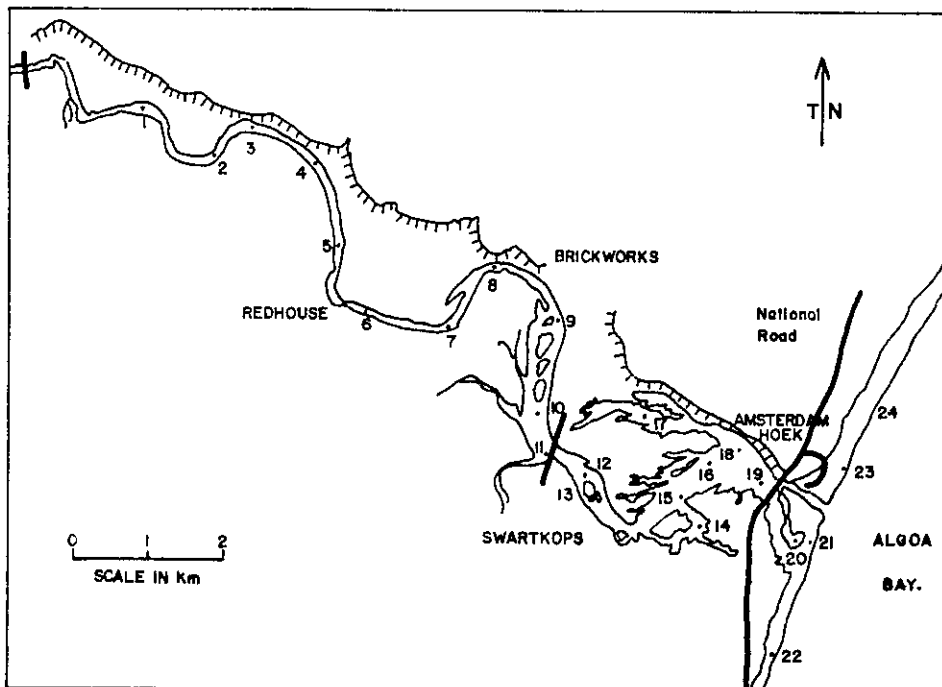 T N
1
2
3
4
5
BRICKWORKS
8
REDHOUSE
6
7
9
National
Road
10
17
AMSTERDAM
HOEK
24
11
12
18
16
19
23
13
15
14
SWARTKOPS
20
21
ALGOA
BAY.
0 1 2
SCALE IN Km
22